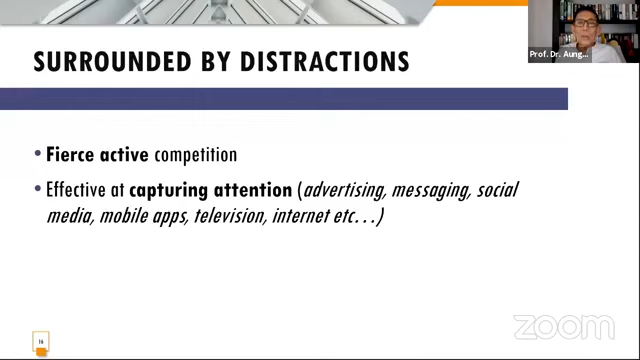 Prof. Dr. Aung...
SURROUNDED BY DISTRACTIONS
• Fierce active competition
• Effective at capturing attention (advertising, messaging, social
media, mobile apps, television, internet etc…)
16
zoom